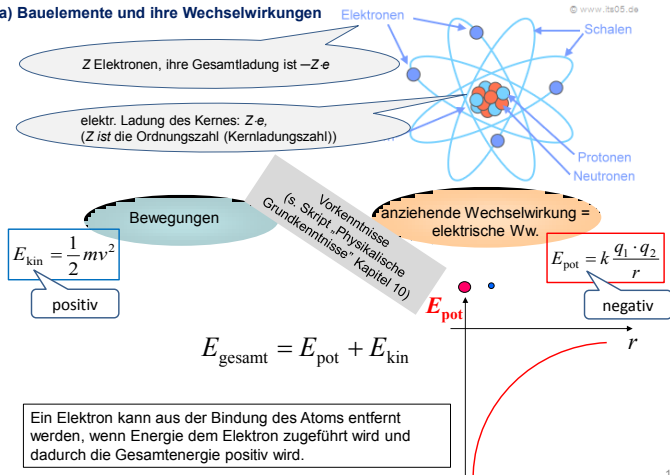 a) Bauelemente und ihre Wechselwirkungen
© www.its05.de
Elektronen
Schalen
Z Elektronen, ihre Gesamtladung ist –Z·e
elektr. Ladung des Kernes: Z·e,
(Z ist die Ordnungszahl (Kernladungszahl))
Protonen
Neutronen
Vorkenntnisse
(s. Skript „Physikalische
Grundkenntnisse" Kapitel 10)
Bewegungen
anziehende Wechselwirkung =
elektrische Ww.
E_kin = 1/2 mv²
positiv
E_pot = k q₁ · q₂ / r
negativ
E_pot
r
E_gesamt = E_pot + E_kin
Ein Elektron kann aus der Bindung des Atoms entfernt
werden, wenn Energie dem Elektron zugeführt wird und
dadurch die Gesamtenergie positiv wird.